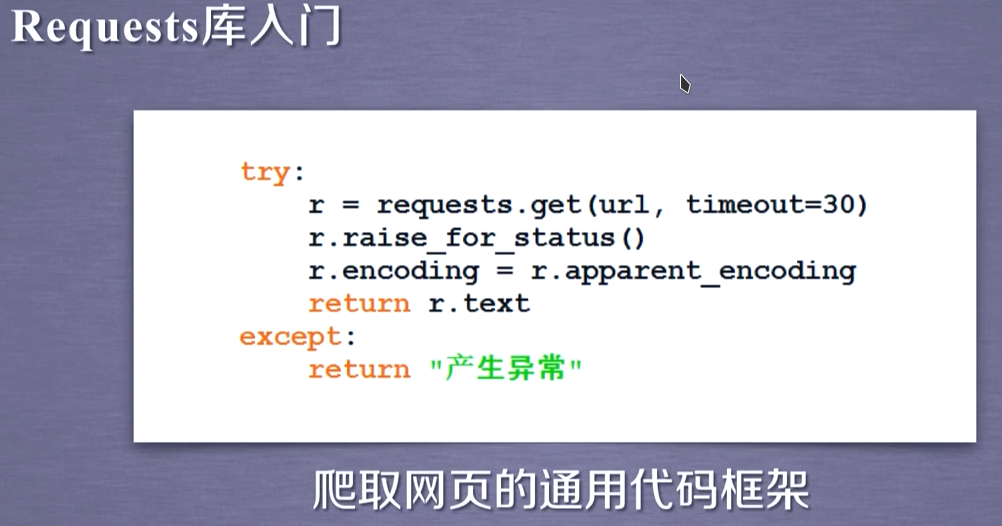 Requests库入门
try:
    r = requests.get(url, timeout=30)
    r.raise_for_status()
    r.encoding = r.apparent_encoding
    return r.text
except:
    return "产生异常"
爬取网页的通用代码框架